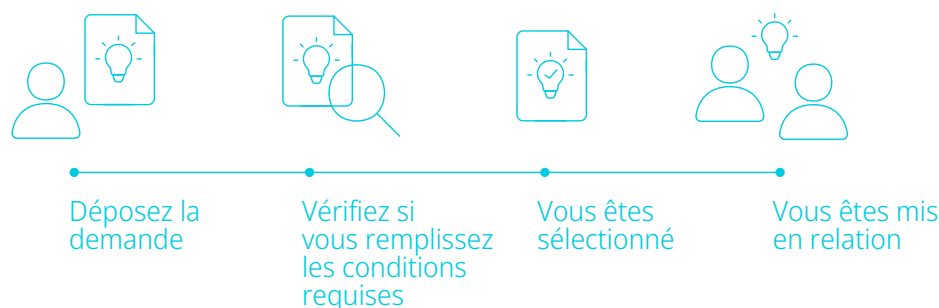 Déposez la
demande
Vérifiez si
vous remplissez
les conditions
requises
Vous êtes
sélectionné
Vous êtes mis
en relation